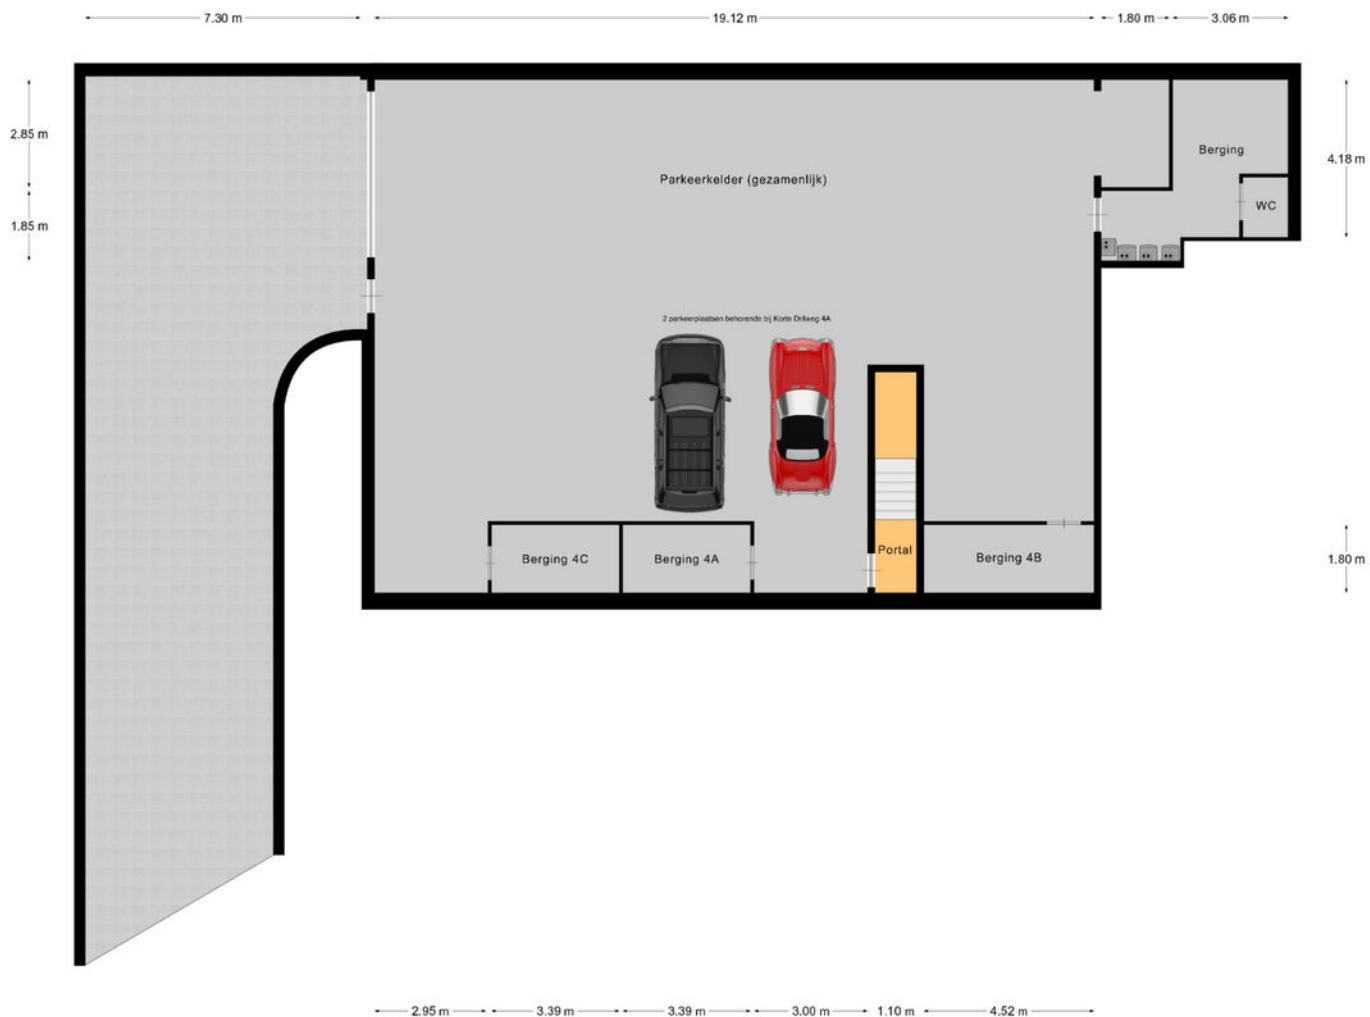 7.30 m
19.12 m
1.80 m
3.06 m
2.85 m
4.18 m
Berging
Parkeerkelder (gezamenlijk)
WC
1.85 m
2 parkeerplaatsen behorende bij Korte Drilweg 4A
Portal
Berging 4C
Berging 4A
Berging 4B
1.80 m
2.95 m
3.39 m
3.39 m
3.00 m
1.10 m
4.52 m